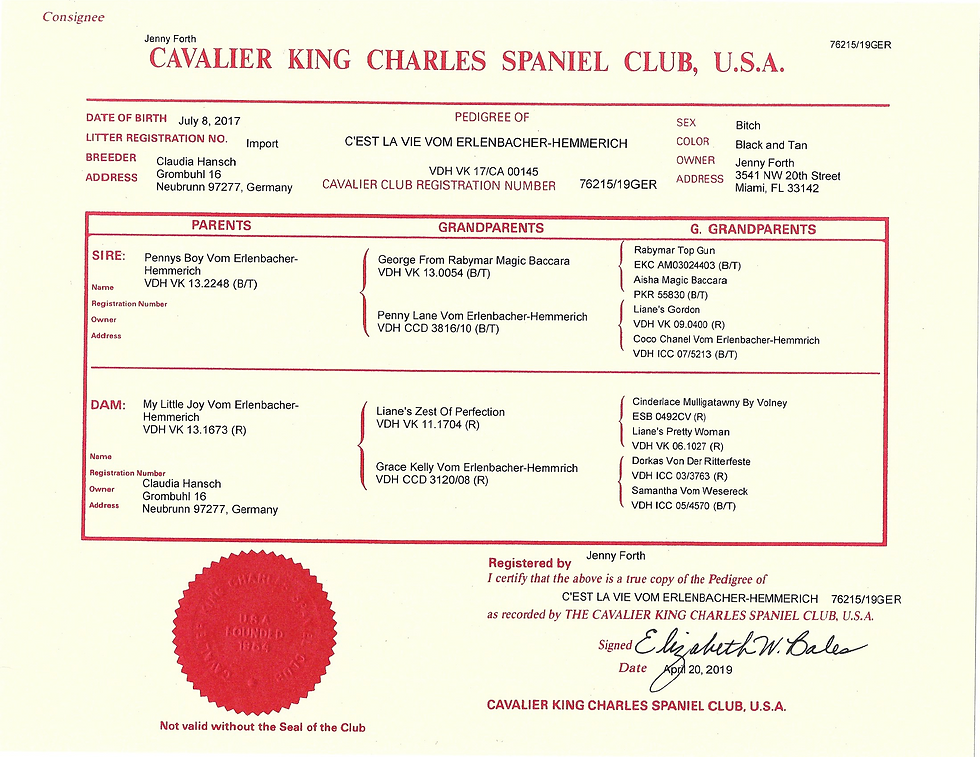 Consignee
Jenny Forth
76215/19GER
CAVALIER KING CHARLES SPANIEL CLUB, U.S.A.
DATE OF BIRTH July 8, 2017
LITTER REGISTRATION NO. Import
BREEDER Claudia Hansch
ADDRESS Grombuhl 16
Neubrunn 97277, Germany
PEDIGREE OF
C'EST LA VIE VOM ERLENBACHER-HEMMERICH
VDH VK 17/CA 00145
CAVALIER CLUB REGISTRATION NUMBER 76215/19GER
SEX Bitch
COLOR Black and Tan
OWNER Jenny Forth
ADDRESS 3541 NW 20th Street
Miami, FL 33142
PARENTS GRANDPARENTS G. GRANDPARENTS
SIRE: Pennys Boy Vom Erlenbacher-
Hemmerich
Name VDH VK 13.2248 (B/T)
Registration Number
Owner
Address
George From Rabymar Magic Baccara
VDH VK 13.0054 (B/T)
Penny Lane Vom Erlenbacher-Hemmerich
VDH CCD 3816/10 (B/T)
Rabymar Top Gun
EKC AM03024403 (B/T)
Aisha Magic Baccara
PKR 55830 (B/T)
Liane's Gordon
VDH VK 09.0400 (R)
Coco Chanel Vom Erlenbacher-Hemmrich
VDH ICC 07/5213 (B/T)
DAM: My Little Joy Vom Erlenbacher-
Hemmerich
VDH VK 13.1673 (R)
Name
Registration Number
Owner Claudia Hansch
Grombuhl 16
Address Neubrunn 97277, Germany
Liane's Zest Of Perfection
VDH VK 11.1704 (R)
Grace Kelly Vom Erlenbacher-Hemmrich
VDH CCD 3120/08 (R)
Cinderlace Mulligatawny By Volney
ESB 0492CV (R)
Liane's Pretty Woman
VDH VK 06.1027 (R)
Dorkas Von Der Ritterfeste
VDH ICC 03/3763 (R)
Samantha Vom Wesereck
VDH ICC 05/4570 (B/T)
CAVALIER KING CHARLES SPANIEL CLUB
U.S.A.
FOUNDED
Not valid without the Seal of the Club
Registered by Jenny Forth
I certify that the above is a true copy of the Pedigree of
C'EST LA VIE VOM ERLENBACHER-HEMMERICH 76215/19GER
as recorded by THE CAVALIER KING CHARLES SPANIEL CLUB, U.S.A.
Signed Elizabeth W. Bales
Date April 20, 2019
CAVALIER KING CHARLES SPANIEL CLUB, U.S.A.